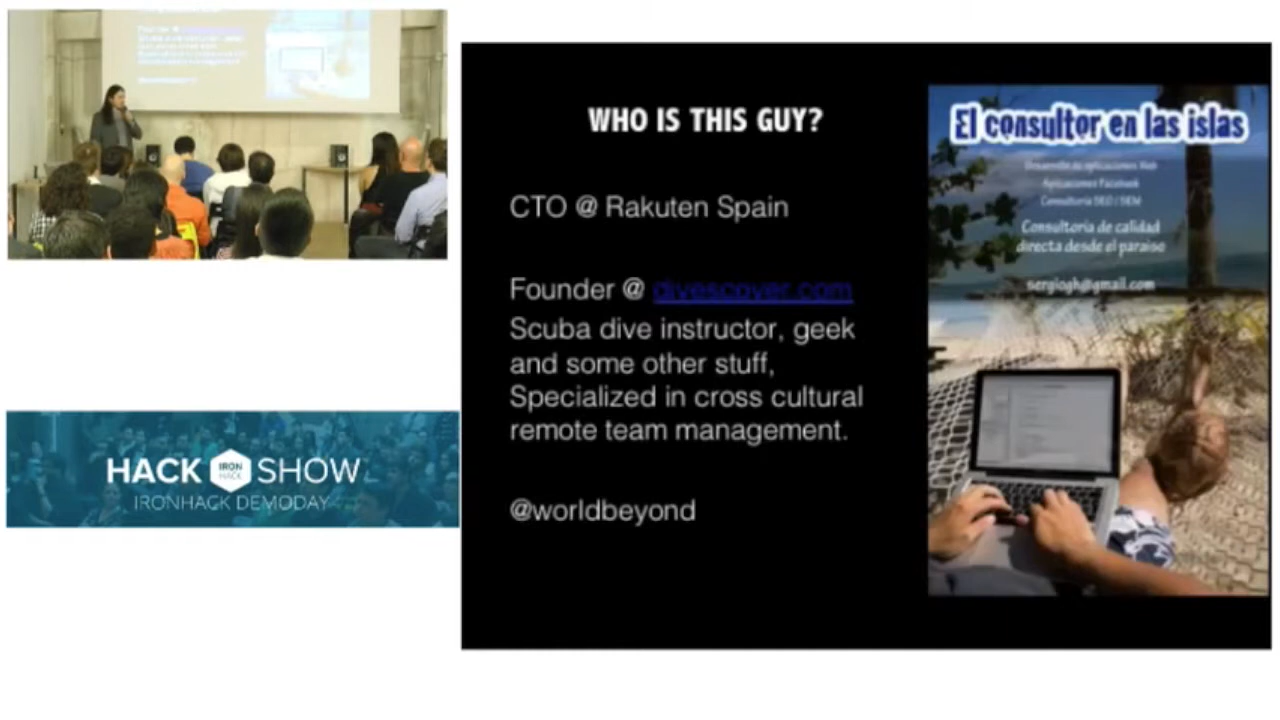 WHO IS THIS GUY?
CTO @ Rakuten Spain
Founder @ divescover.com
Scuba dive instructor, geek
and some other stuff,
Specialized in cross cultural
remote team management.
@worldbeyond
El consultor en las islas
Desarrollo de aplicaciones Web
Aplicaciones Facebook
Consultoría SEO / SEM
Consultoría de calidad
directa desde el paraiso
sergiogh@gmail.com
HACK IRON HACK SHOW
IRONHACK DEMODAY